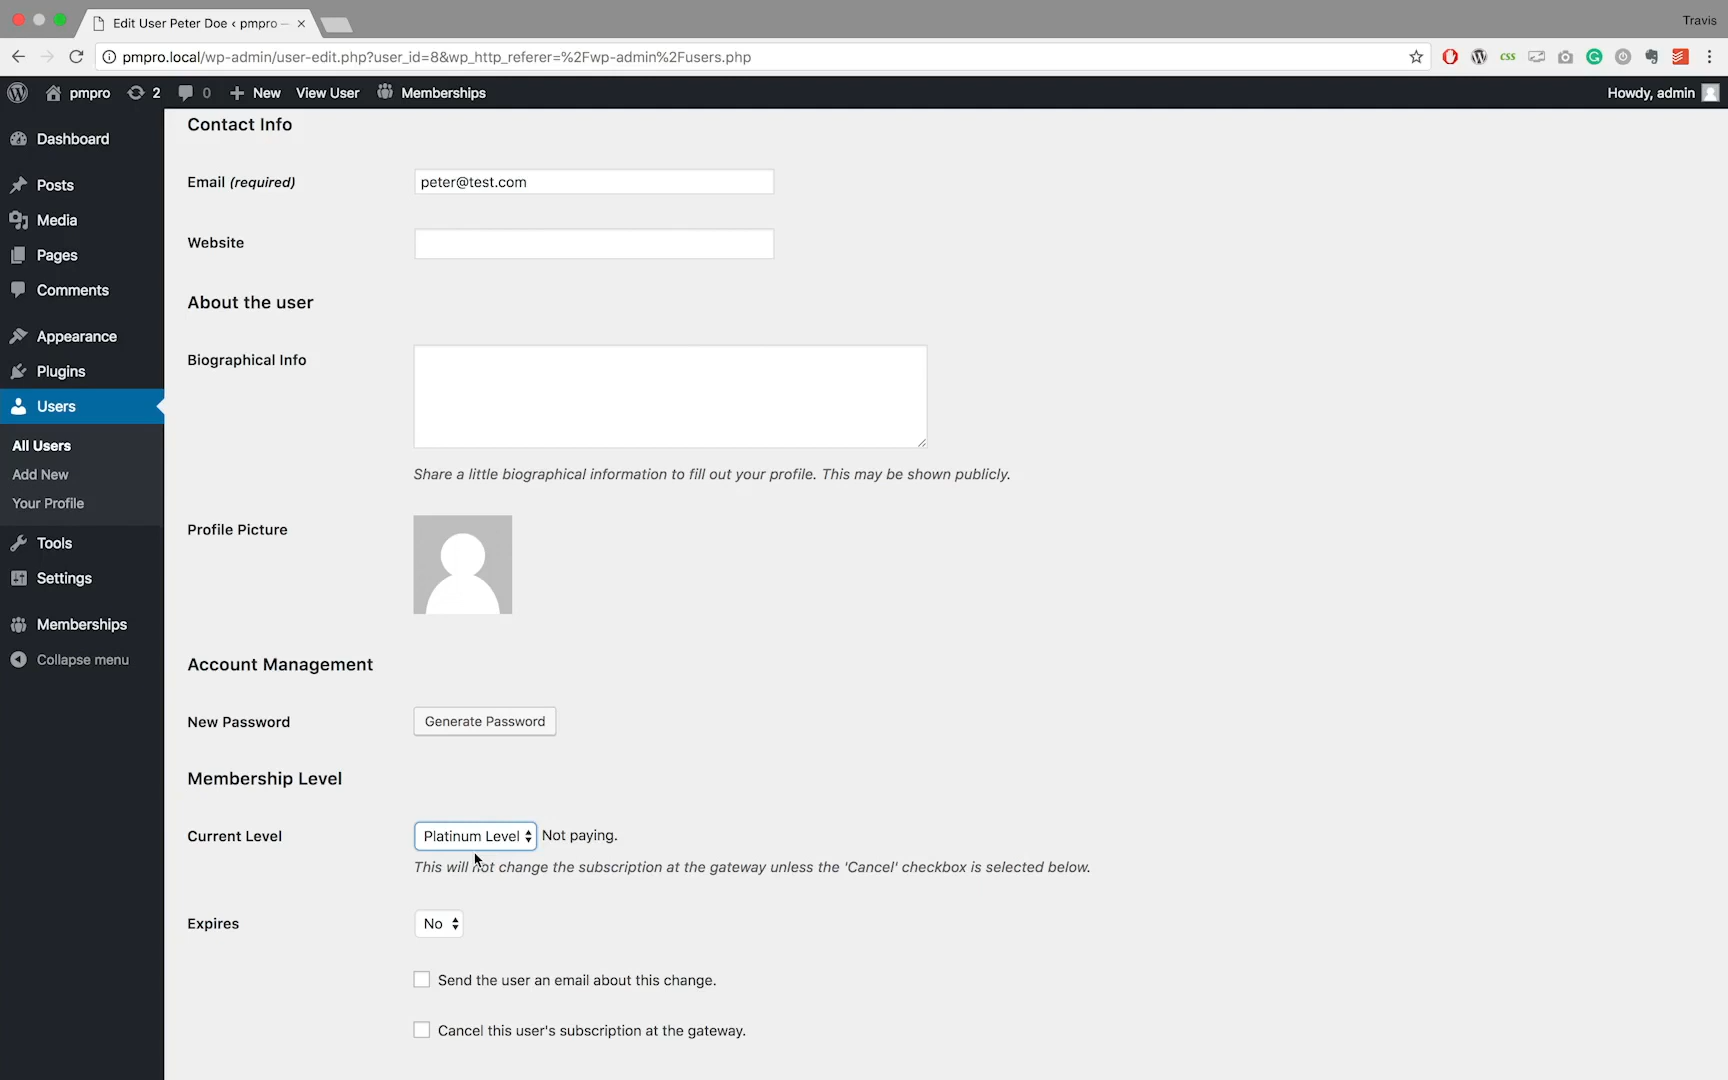 Edit User Peter Doe ‹ pmpro —
Travis
pmpro.local/wp-admin/user-edit.php?user_id=8&wp_http_referer=%2Fwp-admin%2Fusers.php
css
pmpro 2 0 New View User Memberships
Howdy, admin
Dashboard
Posts
Media
Pages
Comments
Appearance
Plugins
Users
All Users
Add New
Your Profile
Tools
Settings
Memberships
Collapse menu
Contact Info
Email (required) peter@test.com
Website
About the user
Biographical Info
Share a little biographical information to fill out your profile. This may be shown publicly.
Profile Picture
Account Management
New Password Generate Password
Membership Level
Current Level Platinum Level Not paying.
This will not change the subscription at the gateway unless the 'Cancel' checkbox is selected below.
Expires No
Send the user an email about this change.
Cancel this user's subscription at the gateway.